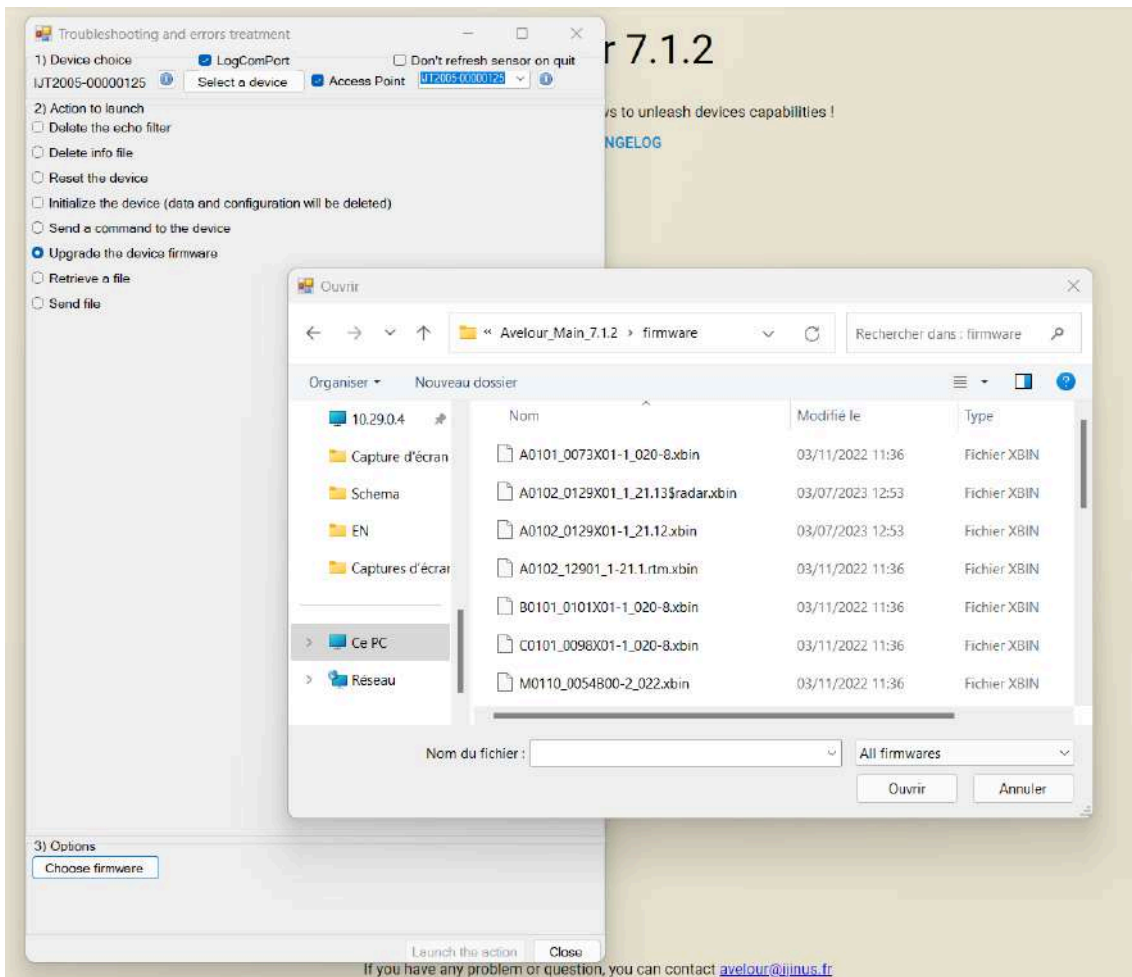 Troubleshooting and errors treatment
1) Device choice
LogComPort
Don't refresh sensor on quit
IJT2005-00000125
Select a device
Access Point
IJT2005-00000125
2) Action to launch
Delete the echo filter
Delete info file
Reset the device
Initialize the device (data and configuration will be deleted)
Send a command to the device
Upgrade the device firmware
Retrieve a file
Send file
r 7.1.2
ws to unleash devices capabilities !
NGELOG
Ouvrir
« Avelour_Main_7.1.2 > firmware
Rechercher dans : firmware
Organiser
Nouveau dossier
10.29.0.4
Capture d'écran
Schema
EN
Captures d'écrar
Ce PC
Réseau
Nom Modifié le Type
A0101_0073X01-1_020-8.xbin 03/11/2022 11:36 Fichier XBIN
A0102_0129X01_1_21.13$radar.xbin 03/07/2023 12:53 Fichier XBIN
A0102_0129X01-1_21.12.xbin 03/07/2023 12:53 Fichier XBIN
A0102_12901_1-21.1.rtm.xbin 03/11/2022 11:36 Fichier XBIN
B0101_0101X01-1_020-8.xbin 03/11/2022 11:36 Fichier XBIN
C0101_0098X01-1_020-8.xbin 03/11/2022 11:36 Fichier XBIN
M0110_0054B00-2_022.xbin 03/11/2022 11:36 Fichier XBIN
Nom du fichier :
All firmwares
Ouvrir
Annuler
3) Options
Choose firmware
Launch the action
Close
If you have any problem or question, you can contact avelour@ijinus.fr